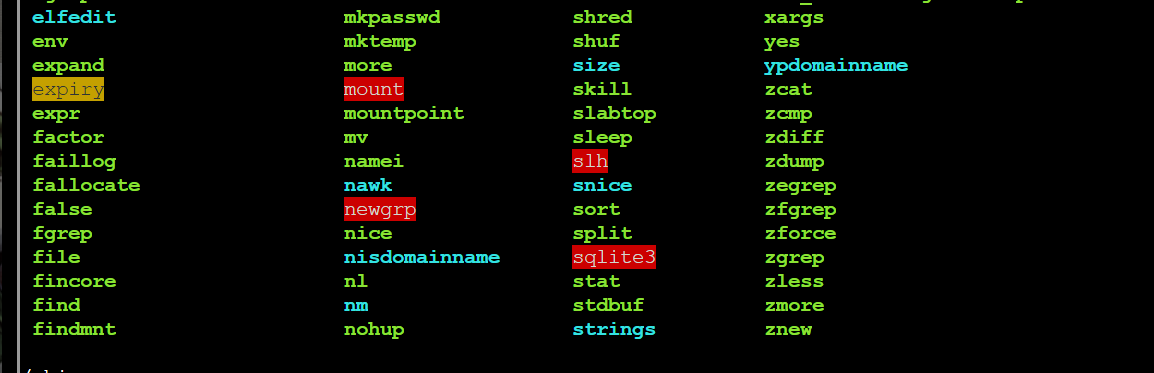 elfedit mkpasswd shred xargs
env mktemp shuf yes
expand more size ypdomainname
expiry mount skill zcat
expr mountpoint slabtop zcmp
factor mv sleep zdiff
faillog namei slh zdump
fallocate nawk snice zegrep
false newgrp sort zfgrep
fgrep nice split zforce
file nisdomainname sqlite3 zgrep
fincore nl stat zless
find nm stdbuf zmore
findmnt nohup strings znew